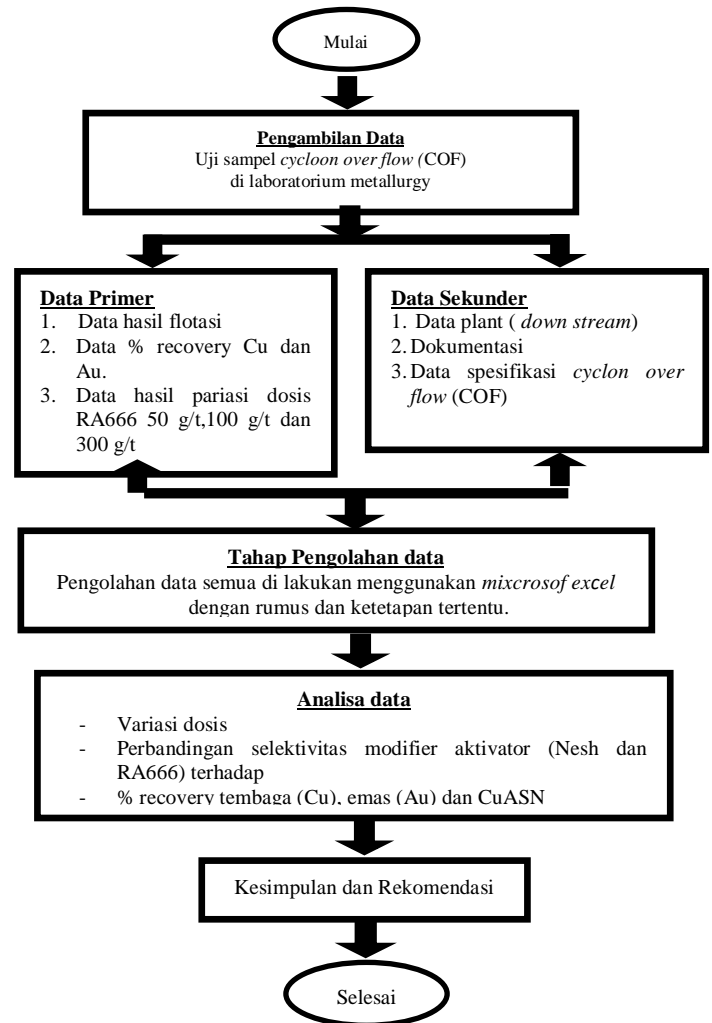 Mulai
Pengambilan Data
Uji sampel cycloon over flow (COF)
di laboratorium metallurgy
Data Primer
1. Data hasil flotasi
2. Data % recovery Cu dan
Au.
3. Data hasil pariasi dosis
RA666 50 g/t,100 g/t dan
300 g/t
Data Sekunder
1. Data plant ( down stream)
2. Dokumentasi
3. Data spesifikasi cyclon over
flow (COF)
Tahap Pengolahan data
Pengolahan data semua di lakukan menggunakan mixcrosof excel
dengan rumus dan ketetapan tertentu.
Analisa data
- Variasi dosis
- Perbandingan selektivitas modifier aktivator (Nesh dan
RA666) terhadap
- % recovery tembaga (Cu), emas (Au) dan CuASN
Kesimpulan dan Rekomendasi
Selesai